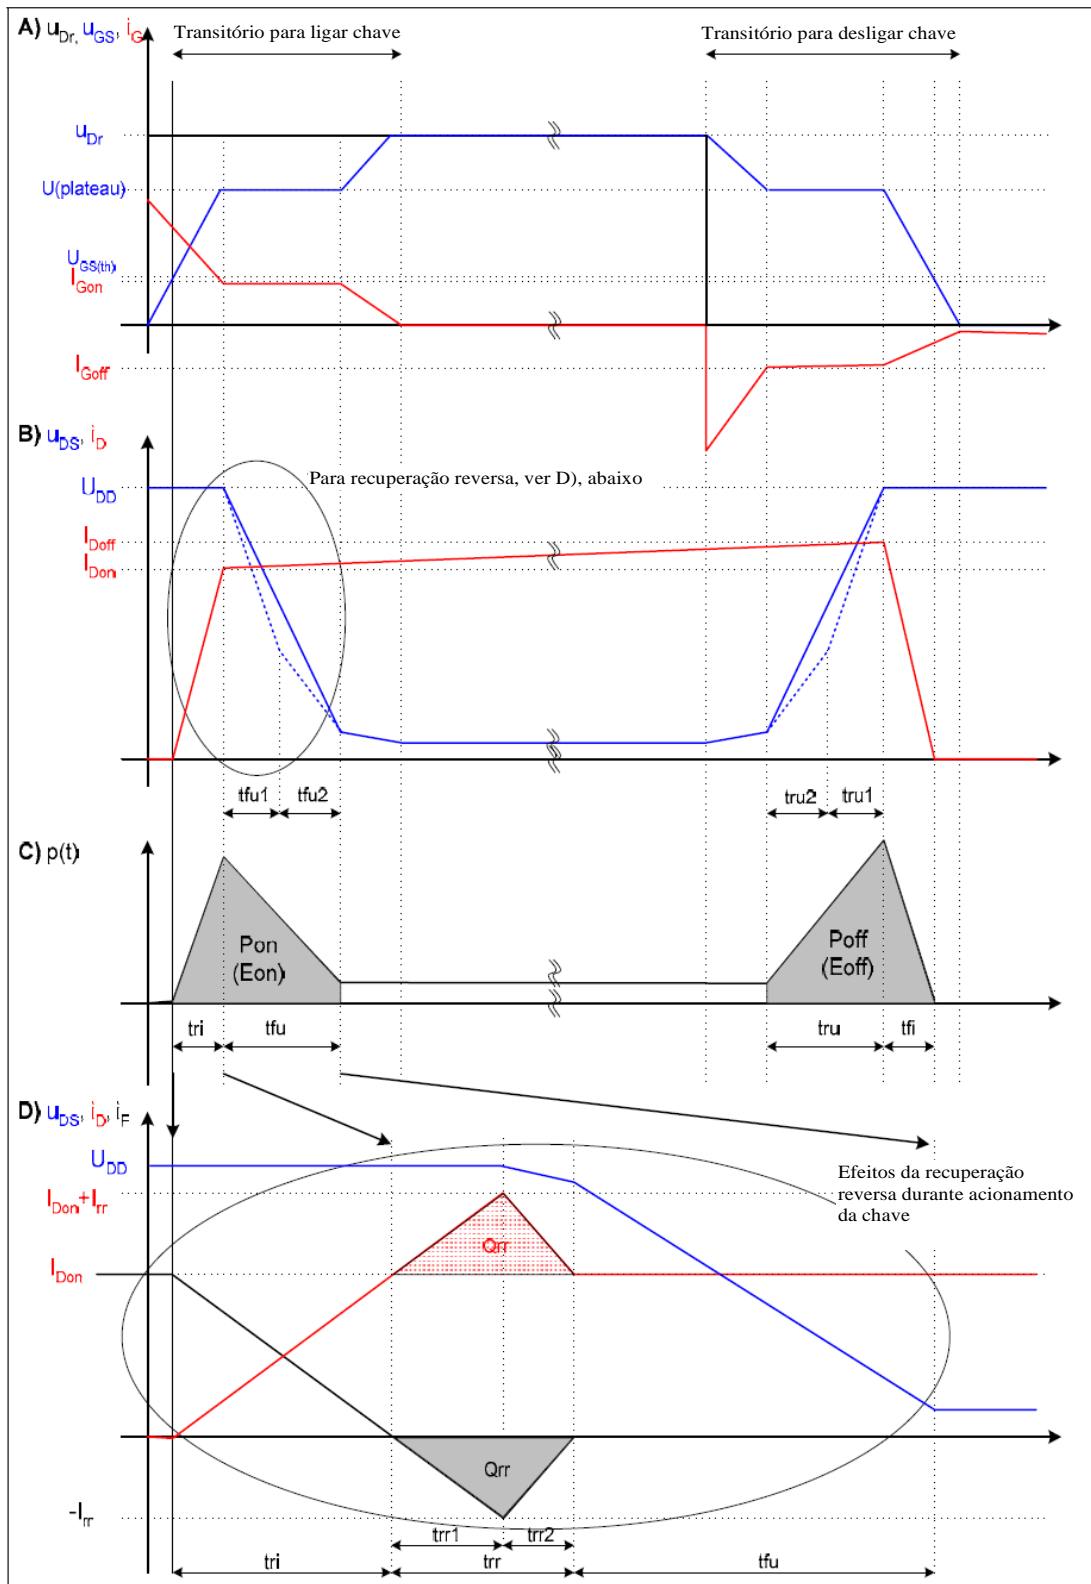 A) uDr, uGS, iG
Transitório para ligar chave
Transitório para desligar chave
uDr
U(plateau)
UGS(th)
IGon
IGoff
B) uDS, iD
Para recuperação reversa, ver D), abaixo
UDD
IDoff
IDon
tfu1
tfu2
tru2
tru1
C) p(t)
Pon
(Eon)
Poff
(Eoff)
tri
tfu
tru
tfi
D) uDS, iD, iF
UDD
Efeitos da recuperação
reversa durante acionamento
da chave
IDon+Irr
Qrr
IDon
Qrr
-Irr
trr1
trr2
tri
trr
tfu